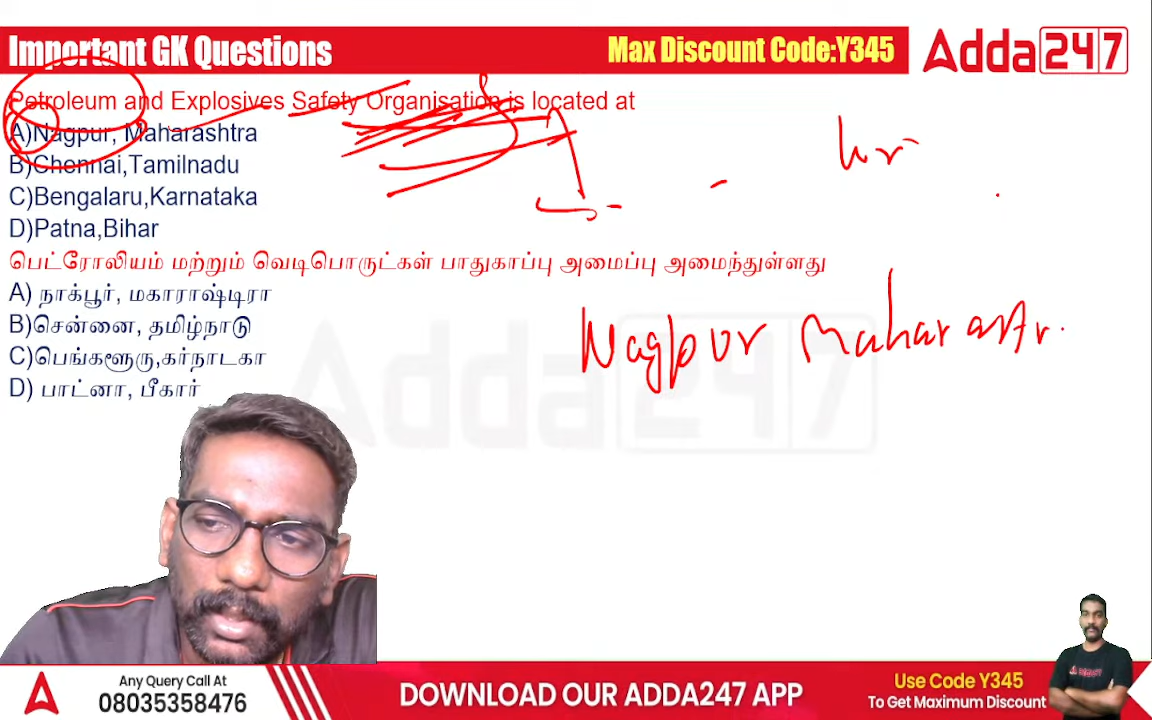 Important GK Questions
Max Discount Code:Y345
Adda247
Petroleum and Explosives Safety Organisation is located at
A)Nagpur, Maharashtra
B)Chennai,Tamilnadu
C)Bengalaru,Karnataka
D)Patna,Bihar
பெட்ரோலியம் மற்றும் வெடிபொருட்கள் பாதுகாப்பு அமைப்பு அமைந்துள்ளது
A) நாக்பூர், மகாராஷ்டிரா
B)சென்னை, தமிழ்நாடு
C)பெங்களூரு,கர்நாடகா
D) பாட்னா, பீகார்
Nagpur Maharastr
Adda247
Any Query Call At
08035358476
DOWNLOAD OUR ADDA247 APP
Use Code Y345
To Get Maximum Discount